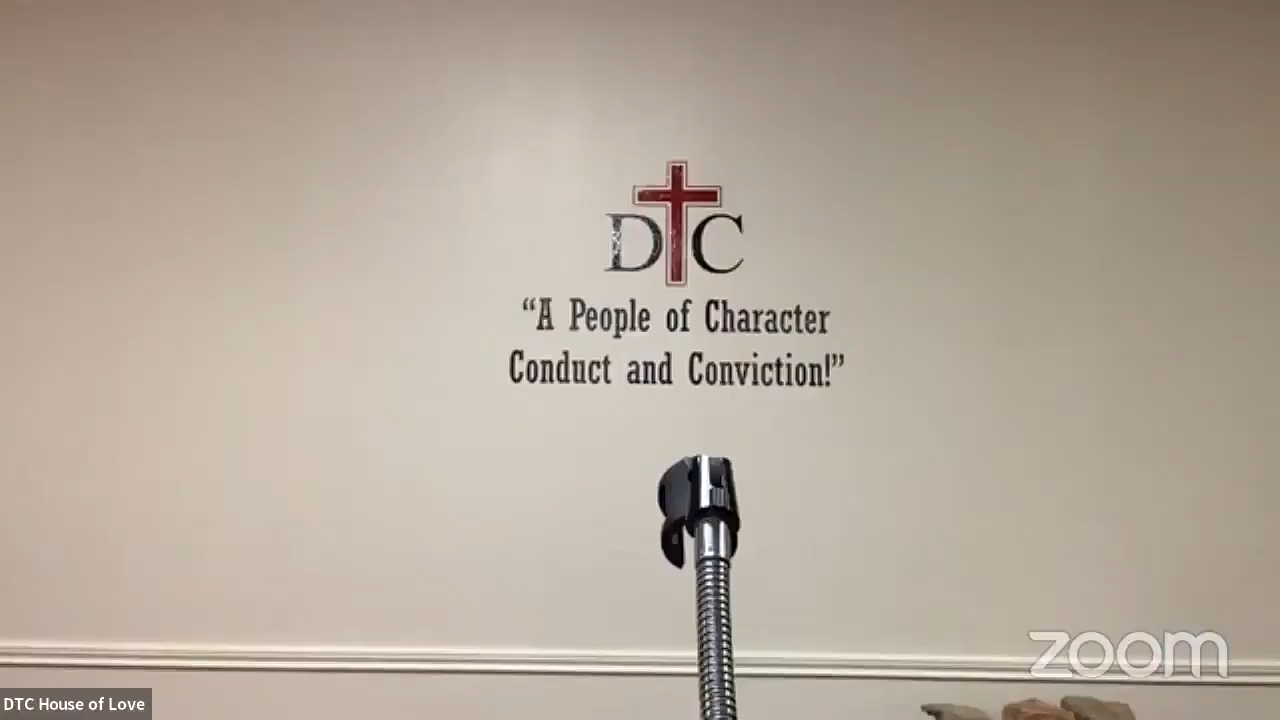 DTC
“A People of Character
Conduct and Conviction!”
zoom
DTC House of Love